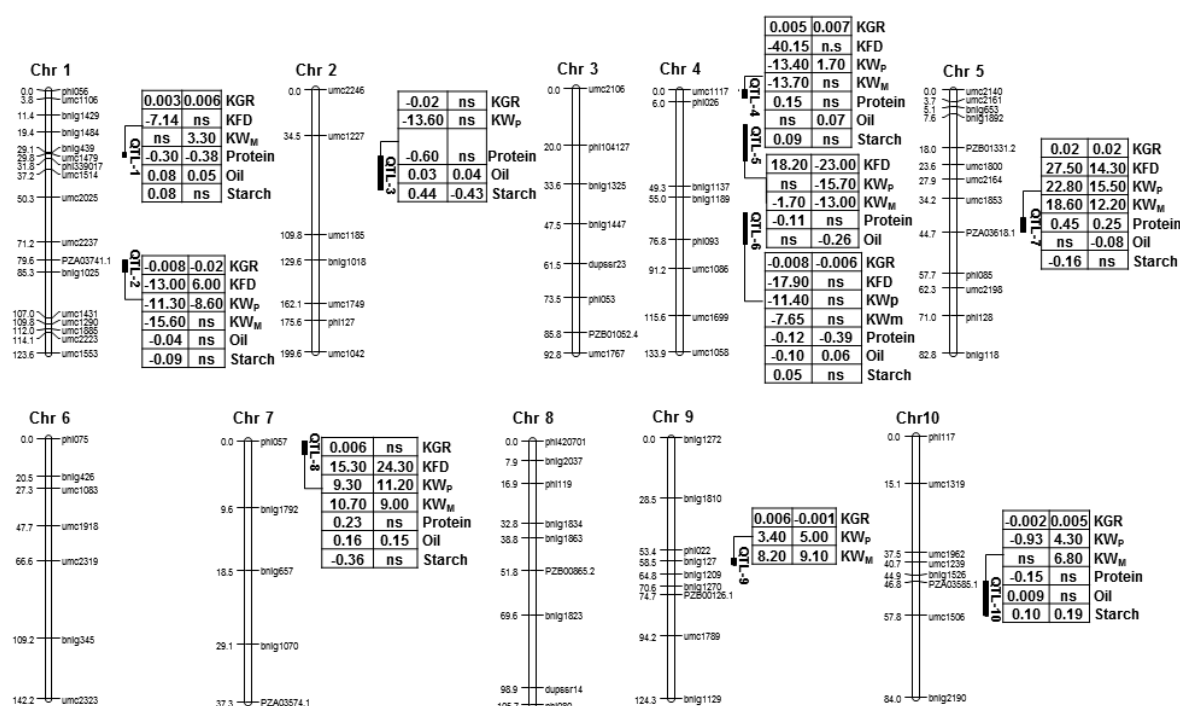 Chr 1
0.0 phi056
3.8 umc1106
11.4 bnlg1429
19.4 bnlg1484
29.1 bnlg439
29.8 umc1479
31.8 phi339017
37.2 umc1514
50.3 umc2025
71.2 umc2237
79.6 PZA03741.1
85.3 bnlg1025
107.0 umc1431
109.8 umc1290
112.0 umc1885
114.1 umc2223
123.6 umc1553
QTL-1
0.003 0.006 KGR
-7.14 ns KFD
ns 3.30 KWM
-0.30 -0.38 Protein
0.08 0.05 Oil
0.08 ns Starch
QTL-2
-0.008 -0.02 KGR
-13.00 6.00 KFD
-11.30 -8.60 KWP
-15.60 ns KWM
-0.04 ns Oil
-0.09 ns Starch
Chr 2
0.0 umc2246
34.5 umc1227
109.8 umc1185
129.6 bnlg1018
162.1 umc1749
175.6 phi127
199.6 umc1042
QTL-3
-0.02 ns KGR
-13.60 ns KWP
-0.60 ns Protein
0.03 0.04 Oil
0.44 -0.43 Starch
Chr 3
0.0 umc2106
20.0 phi104127
33.6 bnlg1325
47.5 bnlg1447
61.5 dupssr23
73.5 phi053
85.8 PZB01052.4
92.8 umc1767
Chr 4
0.0 umc1117
6.0 phi026
49.3 bnlg1137
55.0 bnlg1189
76.8 phi093
91.2 umc1086
115.6 umc1699
133.9 umc1058
QTL-4
0.005 0.007 KGR
-40.15 n.s KFD
-13.40 1.70 KWP
-13.70 ns KWM
0.15 ns Protein
ns 0.07 Oil
0.09 ns Starch
QTL-5
18.20 -23.00 KFD
ns -15.70 KWP
-1.70 -13.00 KWM
-0.11 ns Protein
ns -0.26 Oil
QTL-6
-0.008 -0.006 KGR
-17.90 ns KFD
-11.40 ns KWp
-7.65 ns KWm
-0.12 -0.39 Protein
-0.10 0.06 Oil
0.05 ns Starch
Chr 5
0.0 umc2140
3.7 umc2161
5.1 bnlg653
7.6 bnlg1892
18.0 PZB01331.2
23.6 umc1800
27.9 umc2164
34.2 umc1853
44.7 PZA03618.1
57.7 phi085
62.3 umc2198
71.0 phi128
82.8 bnlg118
QTL-7
0.02 0.02 KGR
27.50 14.30 KFD
22.80 15.50 KWP
18.60 12.20 KWM
0.45 0.25 Protein
ns -0.08 Oil
-0.16 ns Starch
Chr 6
0.0 phi075
20.5 bnlg426
27.3 umc1083
47.7 umc1918
66.6 umc2319
109.2 bnlg345
142.2 umc2323
Chr 7
0.0 phi057
9.6 bnlg1792
18.5 bnlg657
29.1 bnlg1070
37.3 PZA03574.1
QTL-8
0.006 ns KGR
15.30 24.30 KFD
9.30 11.20 KWP
10.70 9.00 KWM
0.23 ns Protein
0.16 0.15 Oil
-0.36 ns Starch
Chr 8
0.0 phi420701
7.9 bnlg2037
16.9 phi119
32.8 bnlg1834
38.8 bnlg1863
51.8 PZB00865.2
69.6 bnlg1823
98.9 dupssr14
Chr 9
0.0 bnlg1272
28.5 bnlg1810
53.4 phi022
58.5 bnlg127
64.8 bnlg1209
70.6 bnlg1270
74.7 PZB00126.1
94.2 umc1789
124.3 bnlg1129
QTL-9
0.006 -0.001 KGR
3.40 5.00 KWP
8.20 9.10 KWM
Chr10
0.0 phi117
15.1 umc1319
37.5 umc1962
40.7 umc1239
44.9 bnlg1526
46.8 PZA03585.1
57.8 umc1506
84.0 bnlg2190
QTL-10
-0.002 0.005 KGR
-0.93 4.30 KWP
ns 6.80 KWM
-0.15 ns Protein
0.009 ns Oil
0.10 0.19 Starch